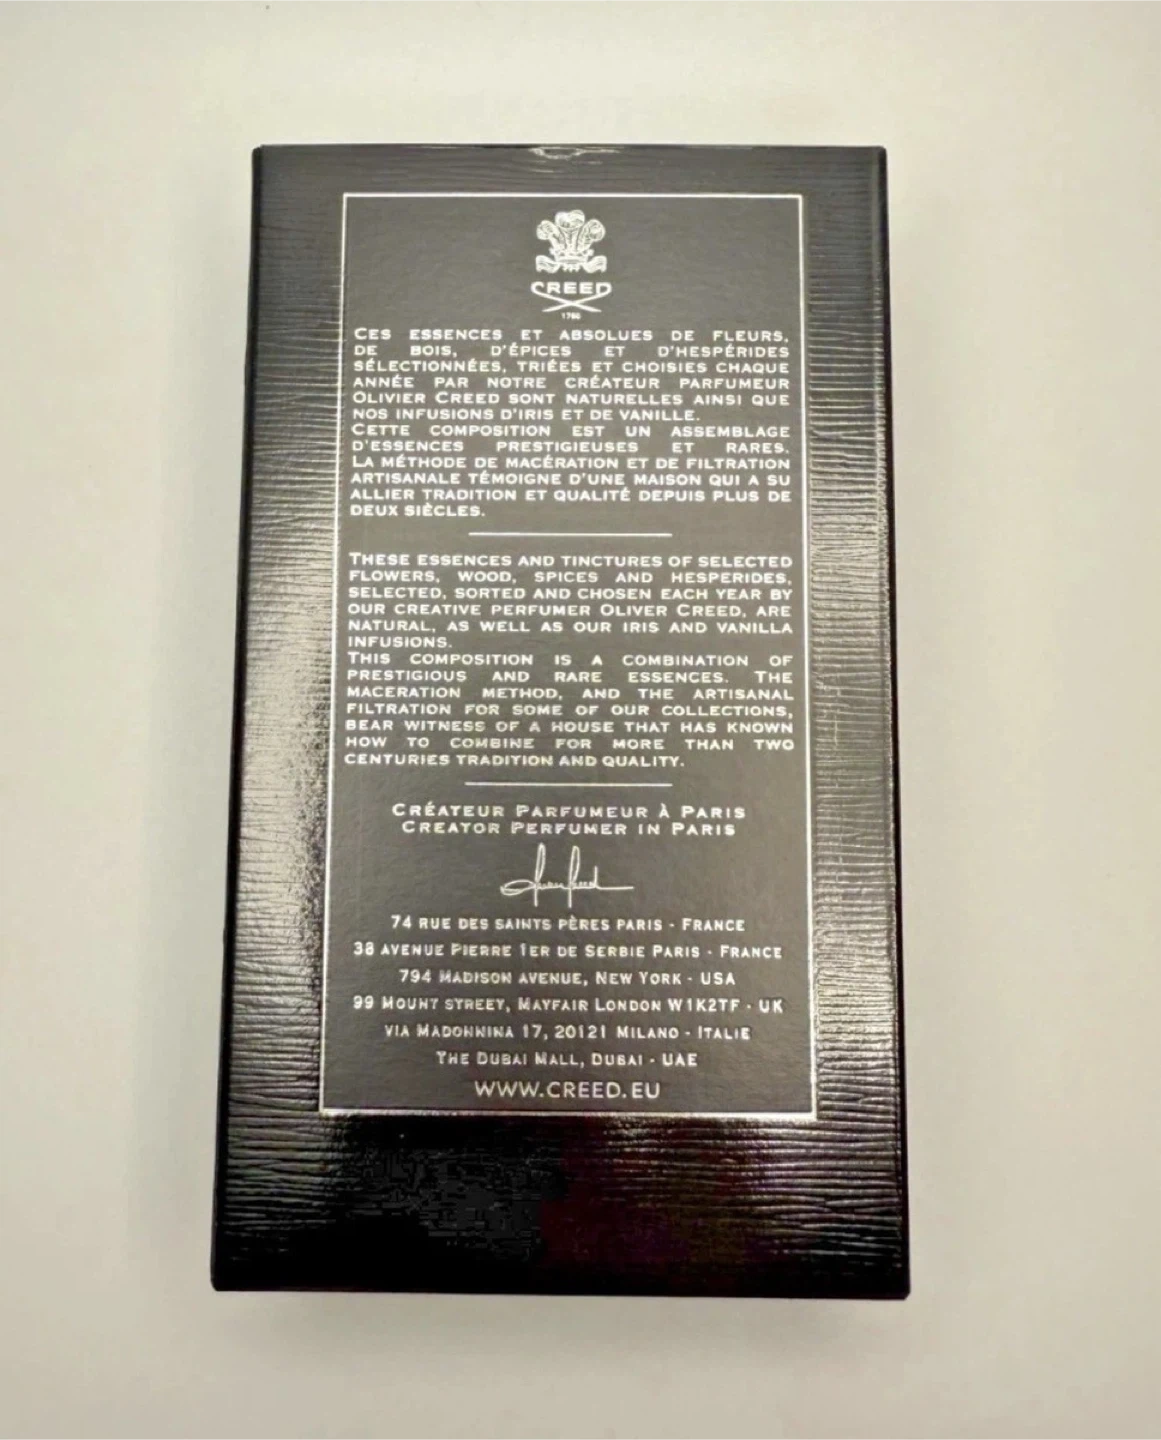 CREED
1760
CES ESSENCES ET ABSOLUES DE FLEURS,
DE BOIS, D'ÉPICES ET D'HESPÉRIDES
SÉLECTIONNÉES, TRIÉES ET CHOISIES CHAQUE
ANNÉE PAR NOTRE CRÉATEUR PARFUMEUR
OLIVIER CREED SONT NATURELLES AINSI QUE
NOS INFUSIONS D'IRIS ET DE VANILLE.
CETTE COMPOSITION EST UN ASSEMBLAGE
D'ESSENCES PRESTIGIEUSES ET RARES.
LA MÉTHODE DE MACÉRATION ET DE FILTRATION
ARTISANALE TÉMOIGNE D'UNE MAISON QUI A SU
ALLIER TRADITION ET QUALITÉ DEPUIS PLUS DE
DEUX SIÈCLES.
THESE ESSENCES AND TINCTURES OF SELECTED
FLOWERS, WOOD, SPICES AND HESPERIDES,
SELECTED, SORTED AND CHOSEN EACH YEAR BY
OUR CREATIVE PERFUMER OLIVER CREED, ARE
NATURAL, AS WELL AS OUR IRIS AND VANILLA
INFUSIONS.
THIS COMPOSITION IS A COMBINATION OF
PRESTIGIOUS AND RARE ESSENCES. THE
MACERATION METHOD, AND THE ARTISANAL
FILTRATION FOR SOME OF OUR COLLECTIONS,
BEAR WITNESS OF A HOUSE THAT HAS KNOWN
HOW TO COMBINE FOR MORE THAN TWO
CENTURIES TRADITION AND QUALITY.
CRÉATEUR PARFUMEUR À PARIS
CREATOR PERFUMER IN PARIS
74 RUE DES SAINTS PÈRES PARIS - FRANCE
38 AVENUE PIERRE 1ER DE SERBIE PARIS - FRANCE
794 MADISON AVENUE, NEW YORK - USA
99 MOUNT STREET, MAYFAIR LONDON W1K2TF - UK
VIA MADONNINA 17, 20121 MILANO - ITALIE
THE DUBAI MALL, DUBAI - UAE
WWW.CREED.EU